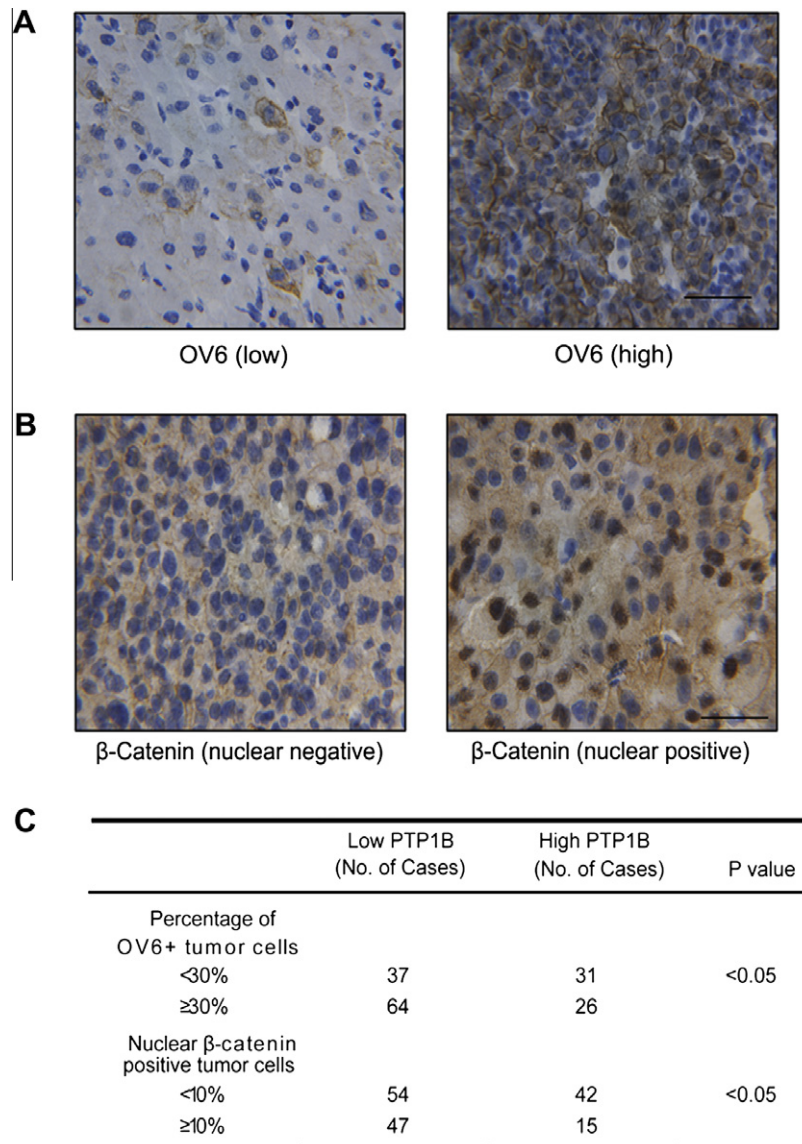 A
OV6 (low)
OV6 (high)
B
β-Catenin (nuclear negative)
β-Catenin (nuclear positive)
C
Low PTP1B (No. of Cases)
High PTP1B (No. of Cases)
P value
Percentage of OV6+ tumor cells
<30% 37 31 <0.05
≥30% 64 26
Nuclear β-catenin positive tumor cells
<10% 54 42 <0.05
≥10% 47 15